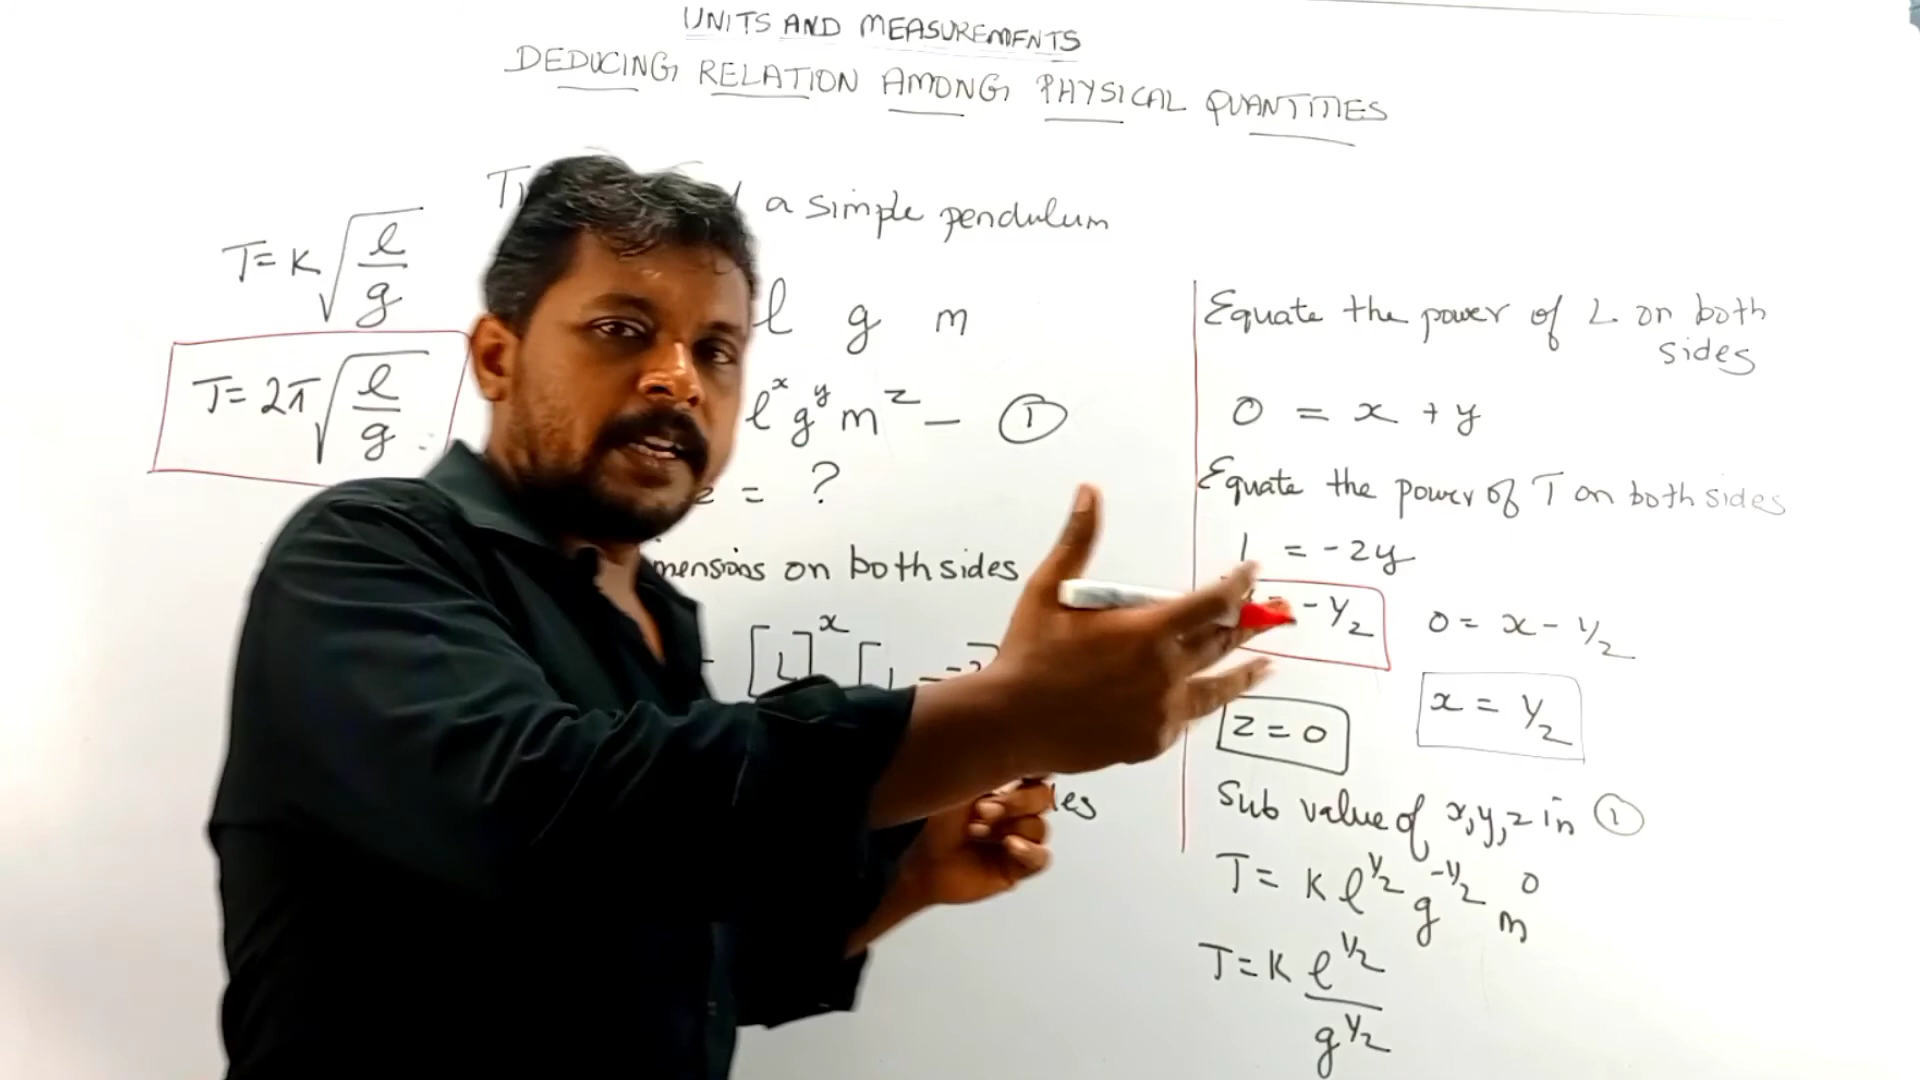 UNITS AND MEASUREMENTS
DEDUCING RELATION AMONG PHYSICAL QUANTITIES
a simple pendulum
T = K √(l/g)
T = 2π √(l/g)
l g m
l^x g^y m^z — ①
= ?
mensions on both sides
[L]^x [L
Equate the power of L on both
sides
0 = x + y
Equate the power of T on both sides
1 = -2y
= -1/2
0 = x - 1/2
z = 0
x = 1/2
Sub value of x, y, z in ①
T = K l^1/2 g^-1/2 m^0
T = K l^1/2 / g^1/2